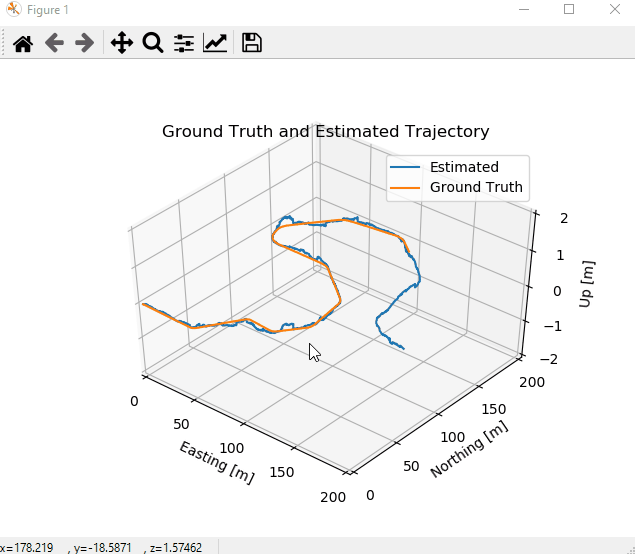 Figure 1
Ground Truth and Estimated Trajectory
Estimated
Ground Truth
2
1
0
−1
−2
Up [m]
0
50
100
150
200
Easting [m]
0
50
100
150
200
Northing [m]
x=178.219 , y=-18.5871 , z=1.57462